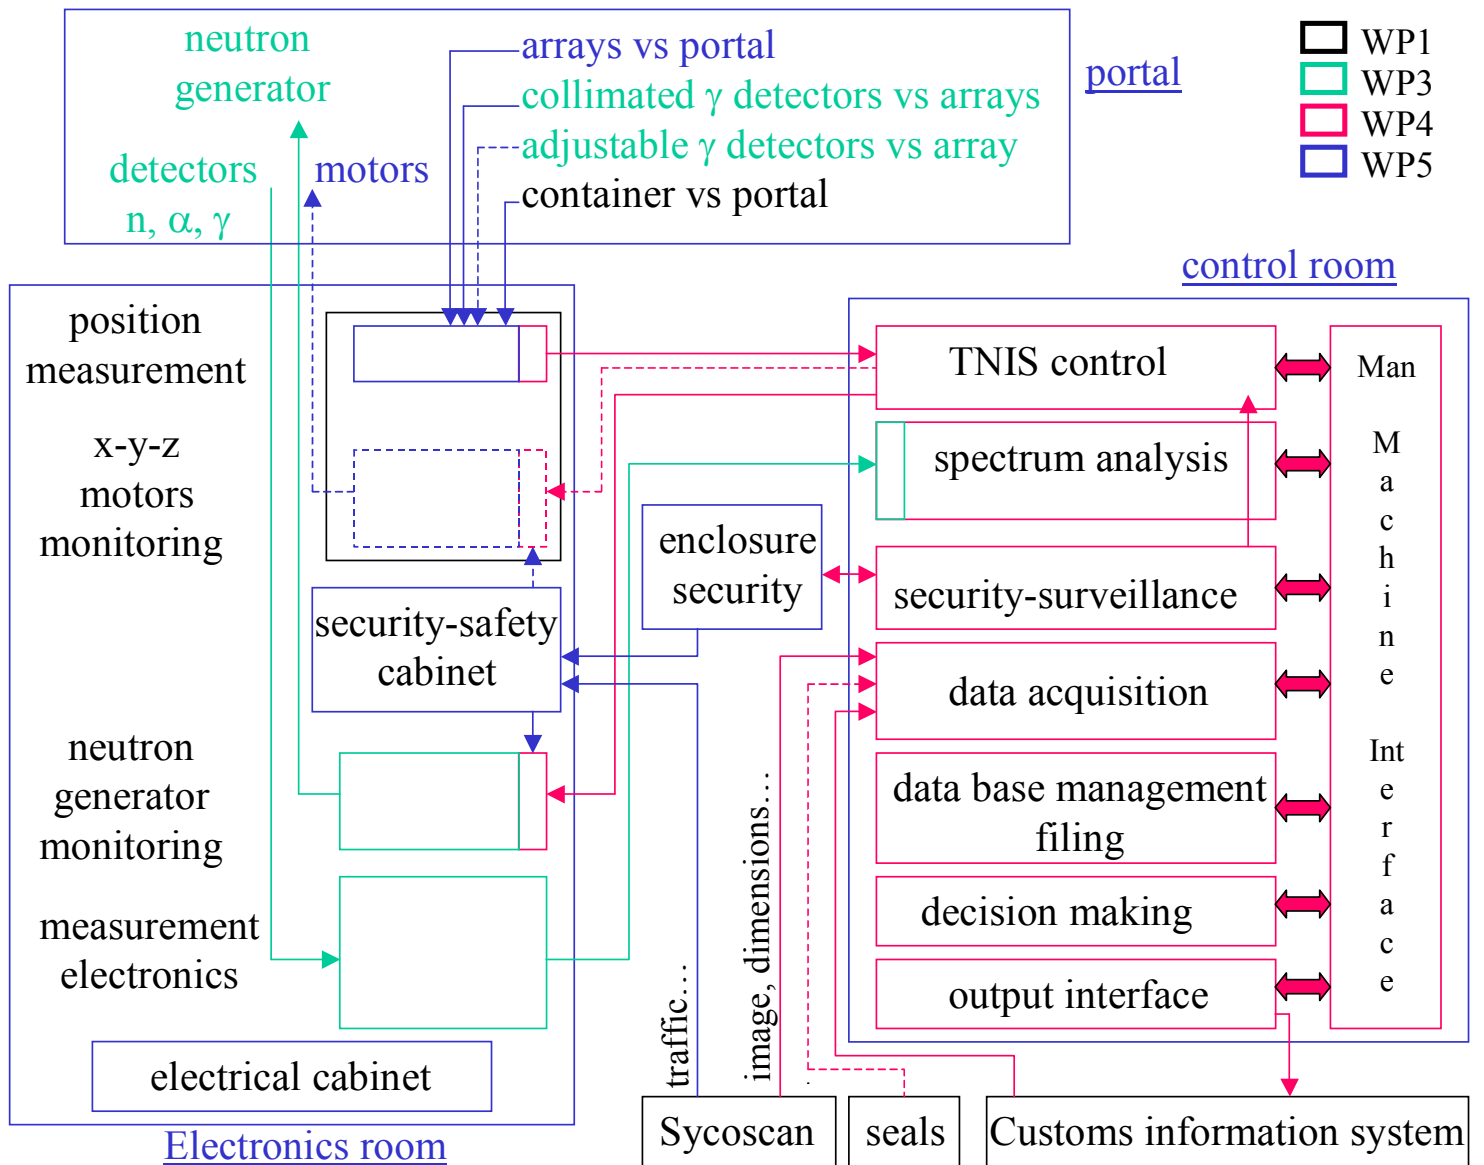 neutron
generator
detectors
n, α, γ
motors
arrays vs portal
collimated γ detectors vs arrays
adjustable γ detectors vs array
container vs portal
portal
WP1
WP3
WP4
WP5
position
measurement
x-y-z
motors
monitoring
security-safety
cabinet
neutron
generator
monitoring
measurement
electronics
electrical cabinet
Electronics room
enclosure
security
traffic…
image, dimensions…
control room
TNIS control
spectrum analysis
security-surveillance
data acquisition
data base management
filing
decision making
output interface
Man
M
a
c
h
i
n
e
Int
e
r
f
a
c
e
Sycoscan
seals
Customs information system